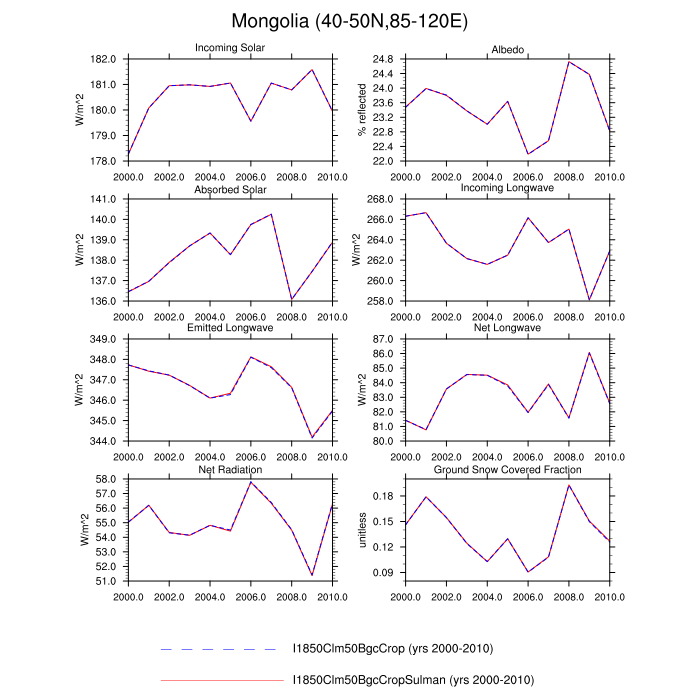 Mongolia (40-50N,85-120E)
Incoming Solar
W/m^2
182.0
181.0
180.0
179.0
178.0
2000.0 2002.0 2004.0 2006.0 2008.0 2010.0
Albedo
% reflected
24.8
24.4
24.0
23.6
23.2
22.8
22.4
22.0
2000.0 2002.0 2004.0 2006.0 2008.0 2010.0
Absorbed Solar
W/m^2
141.0
140.0
139.0
138.0
137.0
136.0
2000.0 2002.0 2004.0 2006.0 2008.0 2010.0
Incoming Longwave
W/m^2
268.0
266.0
264.0
262.0
260.0
258.0
2000.0 2002.0 2004.0 2006.0 2008.0 2010.0
Emitted Longwave
W/m^2
349.0
348.0
347.0
346.0
345.0
344.0
2000.0 2002.0 2004.0 2006.0 2008.0 2010.0
Net Longwave
W/m^2
87.0
86.0
85.0
84.0
83.0
82.0
81.0
80.0
2000.0 2002.0 2004.0 2006.0 2008.0 2010.0
Net Radiation
W/m^2
58.0
57.0
56.0
55.0
54.0
53.0
52.0
51.0
2000.0 2002.0 2004.0 2006.0 2008.0 2010.0
Ground Snow Covered Fraction
unitless
0.18
0.15
0.12
0.09
2000.0 2002.0 2004.0 2006.0 2008.0 2010.0
I1850Clm50BgcCrop (yrs 2000-2010)
I1850Clm50BgcCropSulman (yrs 2000-2010)